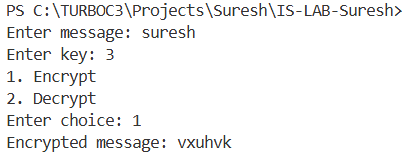 PS C:\TURBOC3\Projects\Suresh\IS-LAB-Suresh>
Enter message: suresh
Enter key: 3
1. Encrypt
2. Decrypt
Enter choice: 1
Encrypted message: vxuhvk